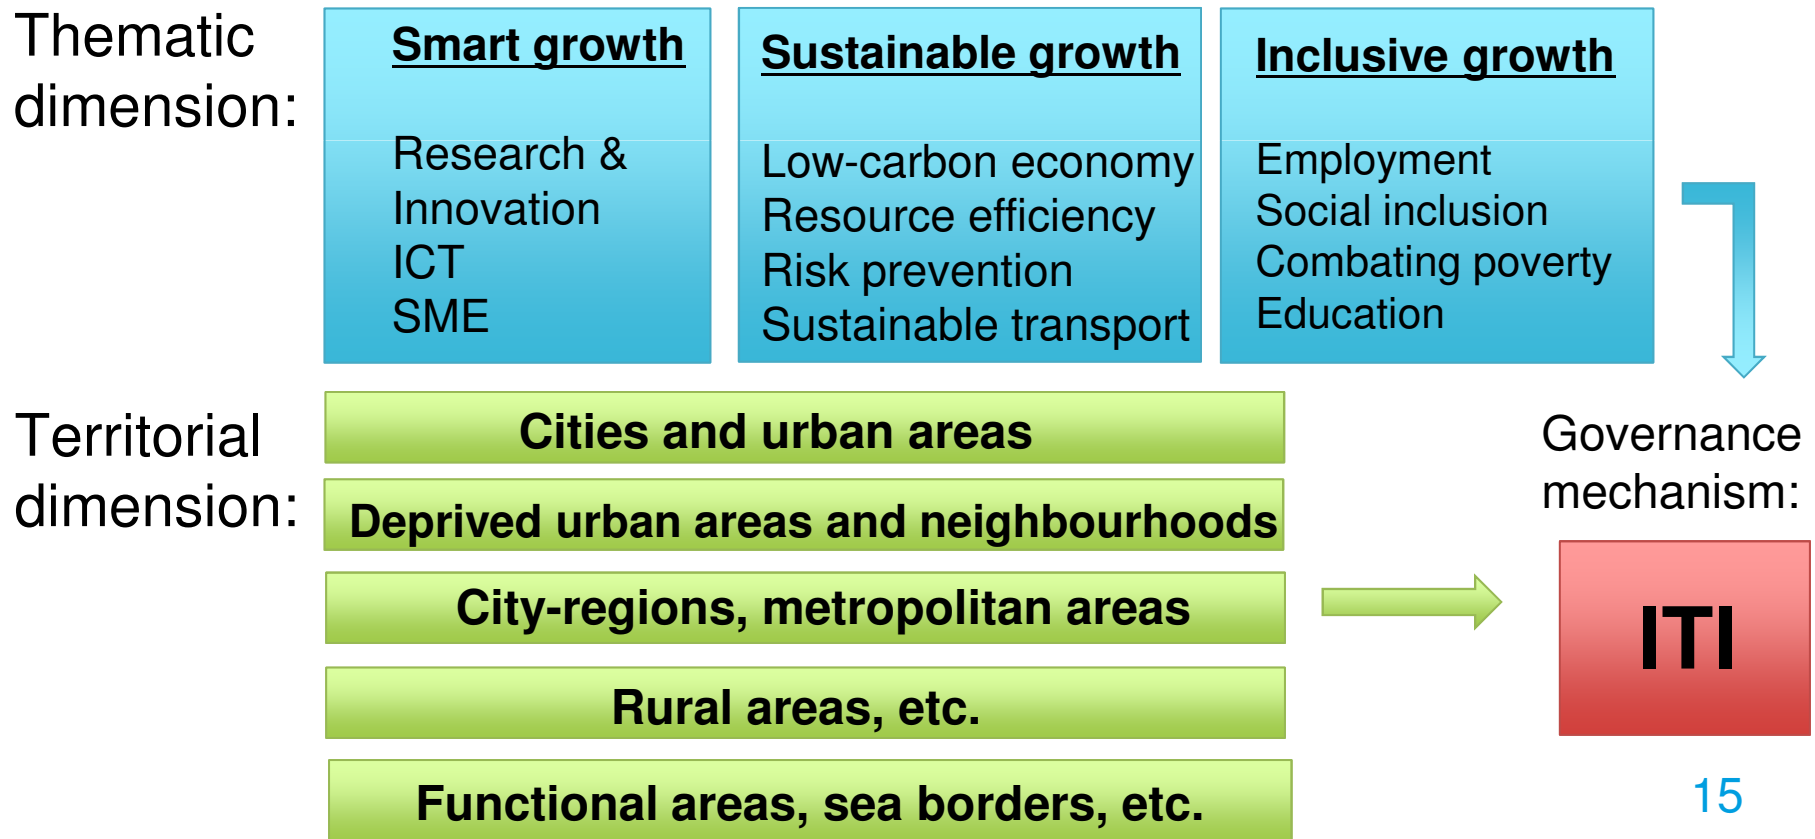 Thematic
dimension:
Smart growth
Research &
Innovation
ICT
SME
Sustainable growth
Low-carbon economy
Resource efficiency
Risk prevention
Sustainable transport
Inclusive growth
Employment
Social inclusion
Combating poverty
Education
Territorial
dimension:
Cities and urban areas
Deprived urban areas and neighbourhoods
City-regions, metropolitan areas
Rural areas, etc.
Functional areas, sea borders, etc.
Governance
mechanism:
ITI
15